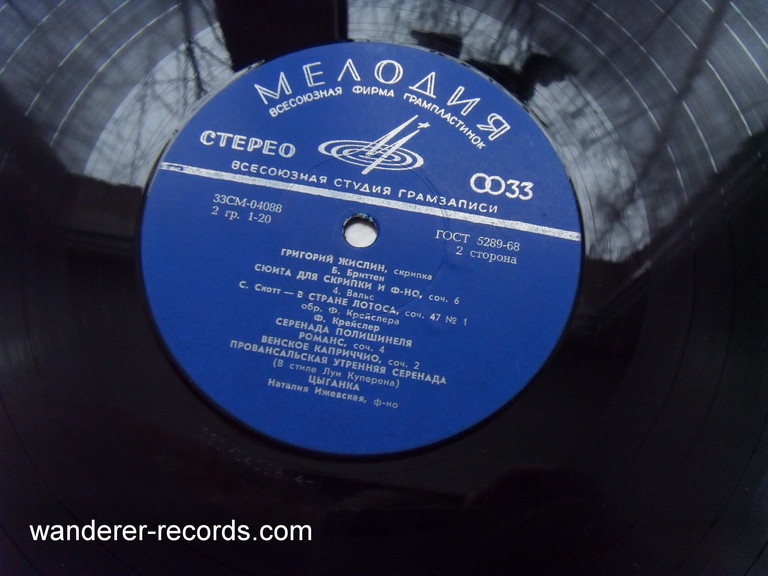 МЕЛОДИЯ
ВСЕСОЮЗНАЯ ФИРМА ГРАМПЛАСТИНОК
СТЕРЕО
33
ВСЕСОЮЗНАЯ СТУДИЯ ГРАМЗАПИСИ
33СМ-04088
2 гр. 1-20
ГОСТ 5289-68
2 сторона
ГРИГОРИЙ ЖИСЛИН, скрипка
Б. Бриттен
СЮИТА ДЛЯ СКРИПКИ И Ф-НО, соч. 6
4. Вальс
С. Скотт — В СТРАНЕ ЛОТОСА, соч. 47 № 1
обр. Ф. Крейслера
Ф. Крейслер
СЕРЕНАДА ПОЛИШИНЕЛЯ
РОМАНС, соч. 4
ВЕНСКОЕ КАПРИЧЧИО, соч. 2
ПРОВАНСАЛЬСКАЯ УТРЕННЯЯ СЕРЕНАДА
(В стиле Луи Куперена)
ЦЫГАНКА
Наталия Ижевская, ф-но
wanderer-records.com